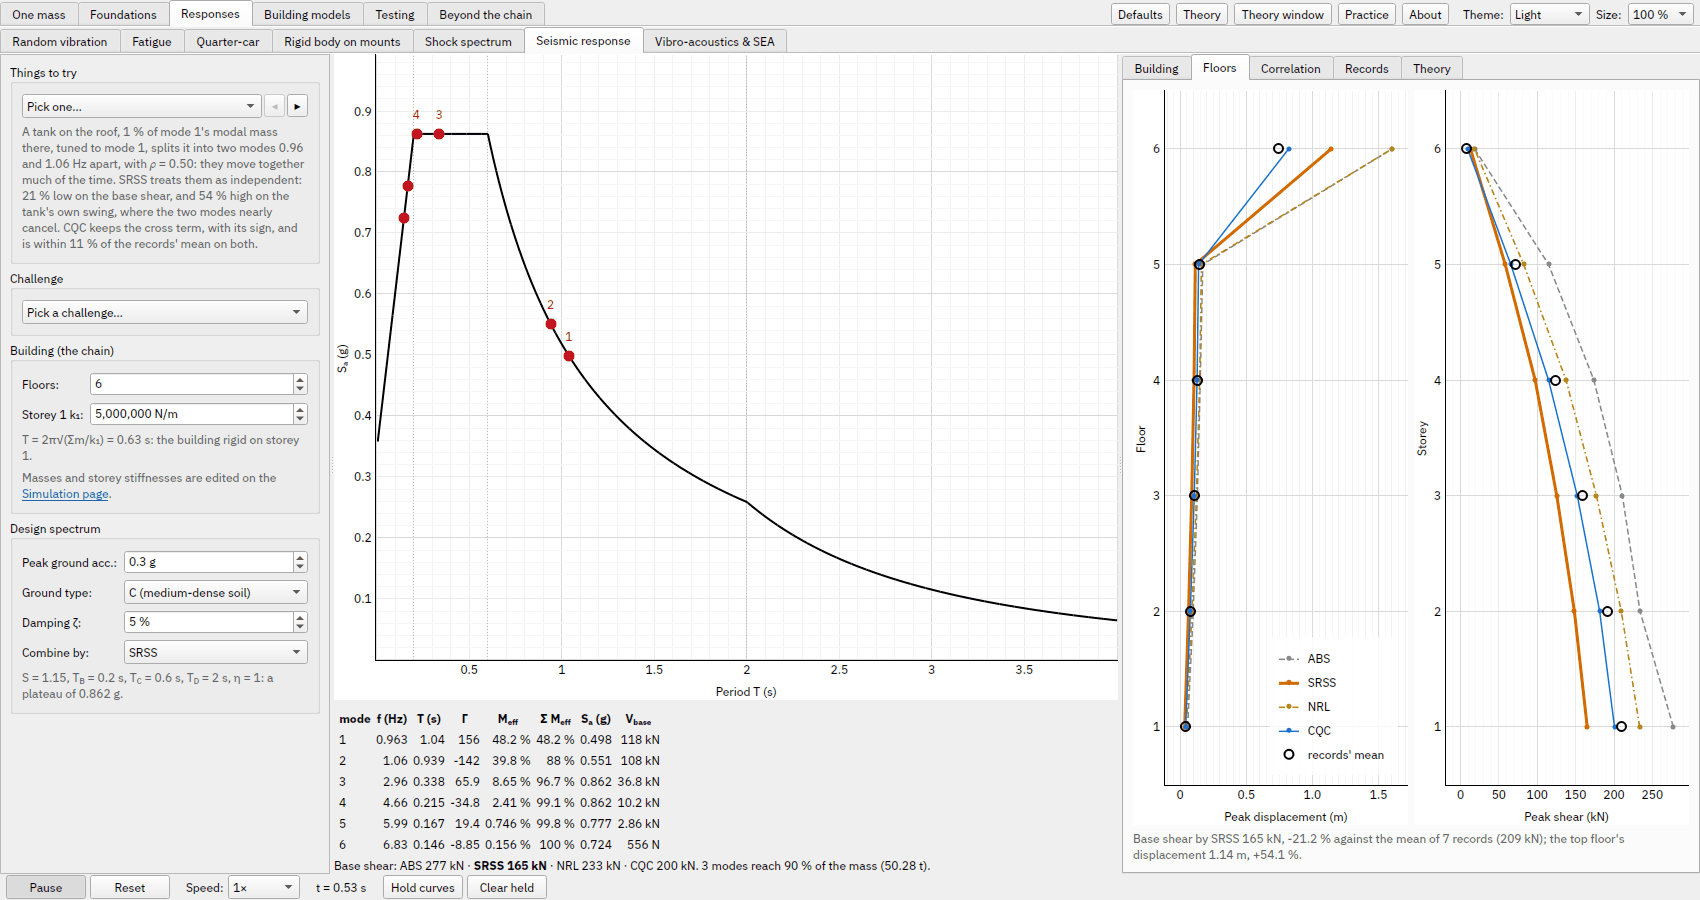 One mass Foundations Responses Building models Testing Beyond the chain Defaults Theory Theory window Practice About Theme: Light Size: 100 %
Random vibration Fatigue Quarter-car Rigid body on mounts Shock spectrum Seismic response Vibro-acoustics & SEA
Things to try
Pick one...
A tank on the roof, 1 % of mode 1's modal mass
there, tuned to mode 1, splits it into two modes 0.96
and 1.06 Hz apart, with ρ = 0.50: they move together
much of the time. SRSS treats them as independent:
21 % low on the base shear, and 54 % high on the
tank's own swing, where the two modes nearly
cancel. CQC keeps the cross term, with its sign, and
is within 11 % of the records' mean on both.
Challenge
Pick a challenge...
Building (the chain)
Floors: 6
Storey 1 k₁: 5,000,000 N/m
T = 2π√(Σm/k₁) = 0.63 s: the building rigid on storey
1.
Masses and storey stiffnesses are edited on the
Simulation page.
Design spectrum
Peak ground acc.: 0.3 g
Ground type: C (medium-dense soil)
Damping ζ: 5 %
Combine by: SRSS
S = 1.15, T_B = 0.2 s, T_C = 0.6 s, T_D = 2 s, η = 1: a
plateau of 0.862 g.
Sₐ (g)
0.9
0.8
0.7
0.6
0.5
0.4
0.3
0.2
0.1
4 3
2
1
0.5 1 1.5 2 2.5 3 3.5
Period T (s)
mode f (Hz) T (s) Γ M_eff Σ M_eff Sₐ (g) V_base
1 0.963 1.04 156 48.2 % 48.2 % 0.498 118 kN
2 1.06 0.939 -142 39.8 % 88 % 0.551 108 kN
3 2.96 0.338 65.9 8.65 % 96.7 % 0.862 36.8 kN
4 4.66 0.215 -34.8 2.41 % 99.1 % 0.862 10.2 kN
5 5.99 0.167 19.4 0.746 % 99.8 % 0.777 2.86 kN
6 6.83 0.146 -8.85 0.156 % 100 % 0.724 556 N
Base shear: ABS 277 kN · SRSS 165 kN · NRL 233 kN · CQC 200 kN. 3 modes reach 90 % of the mass (50.28 t).
Building Floors Correlation Records Theory
Floor
6
5
4
3
2
1
0 0.5 1.0 1.5
Peak displacement (m)
ABS
SRSS
NRL
CQC
records' mean
Storey
6
5
4
3
2
1
0 50 100 150 200 250
Peak shear (kN)
Base shear by SRSS 165 kN, -21.2 % against the mean of 7 records (209 kN); the top floor's
displacement 1.14 m, +54.1 %.
Pause Reset Speed: 1× t = 0.53 s Hold curves Clear held